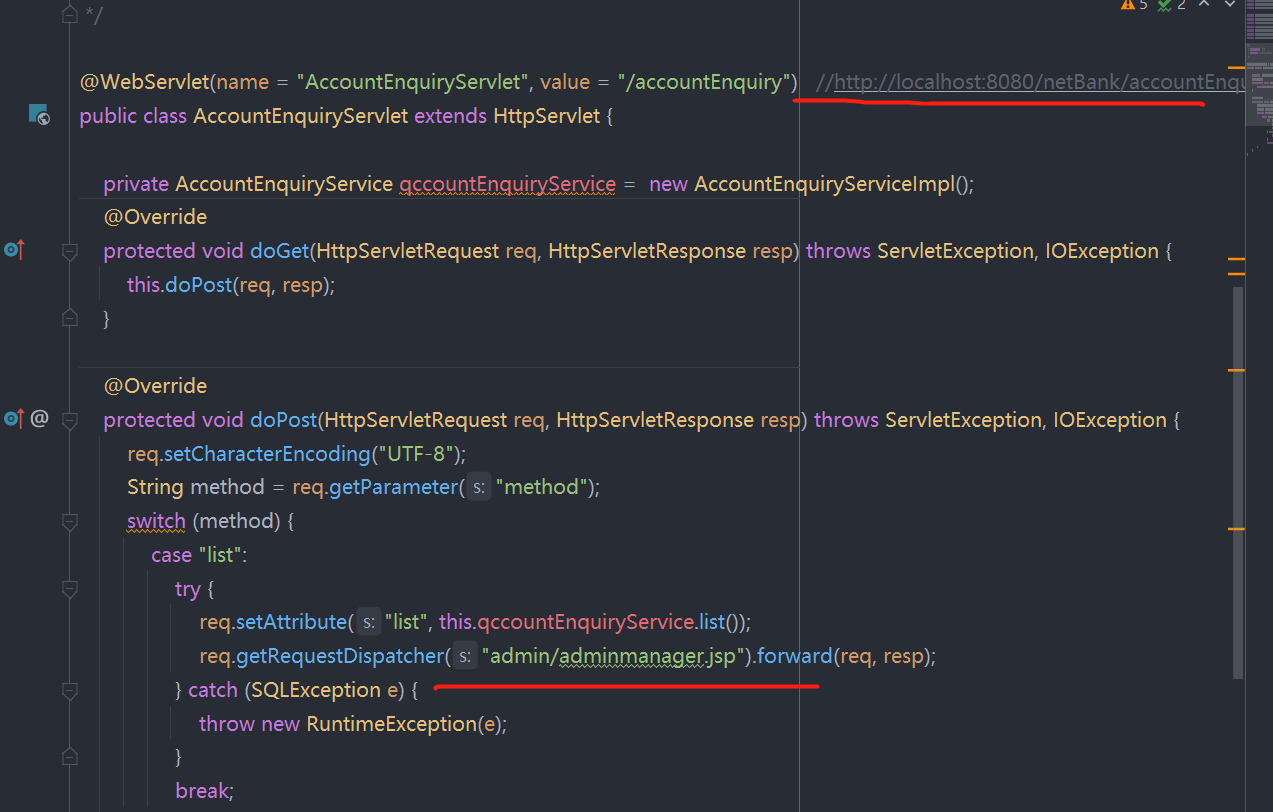 5 2
*/
@WebServlet(name = "AccountEnquiryServlet", value = "/accountEnquiry") //http://localhost:8080/netBank/accountEnqu
public class AccountEnquiryServlet extends HttpServlet {
private AccountEnquiryService qccountEnquiryService = new AccountEnquiryServiceImpl();
@Override
protected void doGet(HttpServletRequest req, HttpServletResponse resp) throws ServletException, IOException {
this.doPost(req, resp);
}
@Override
@
protected void doPost(HttpServletRequest req, HttpServletResponse resp) throws ServletException, IOException {
req.setCharacterEncoding("UTF-8");
String method = req.getParameter( s: "method");
switch (method) {
case "list":
try {
req.setAttribute( s: "list", this.qccountEnquiryService.list());
req.getRequestDispatcher( s: "admin/adminmanager.jsp").forward(req, resp);
} catch (SQLException e) {
throw new RuntimeException(e);
}
break;